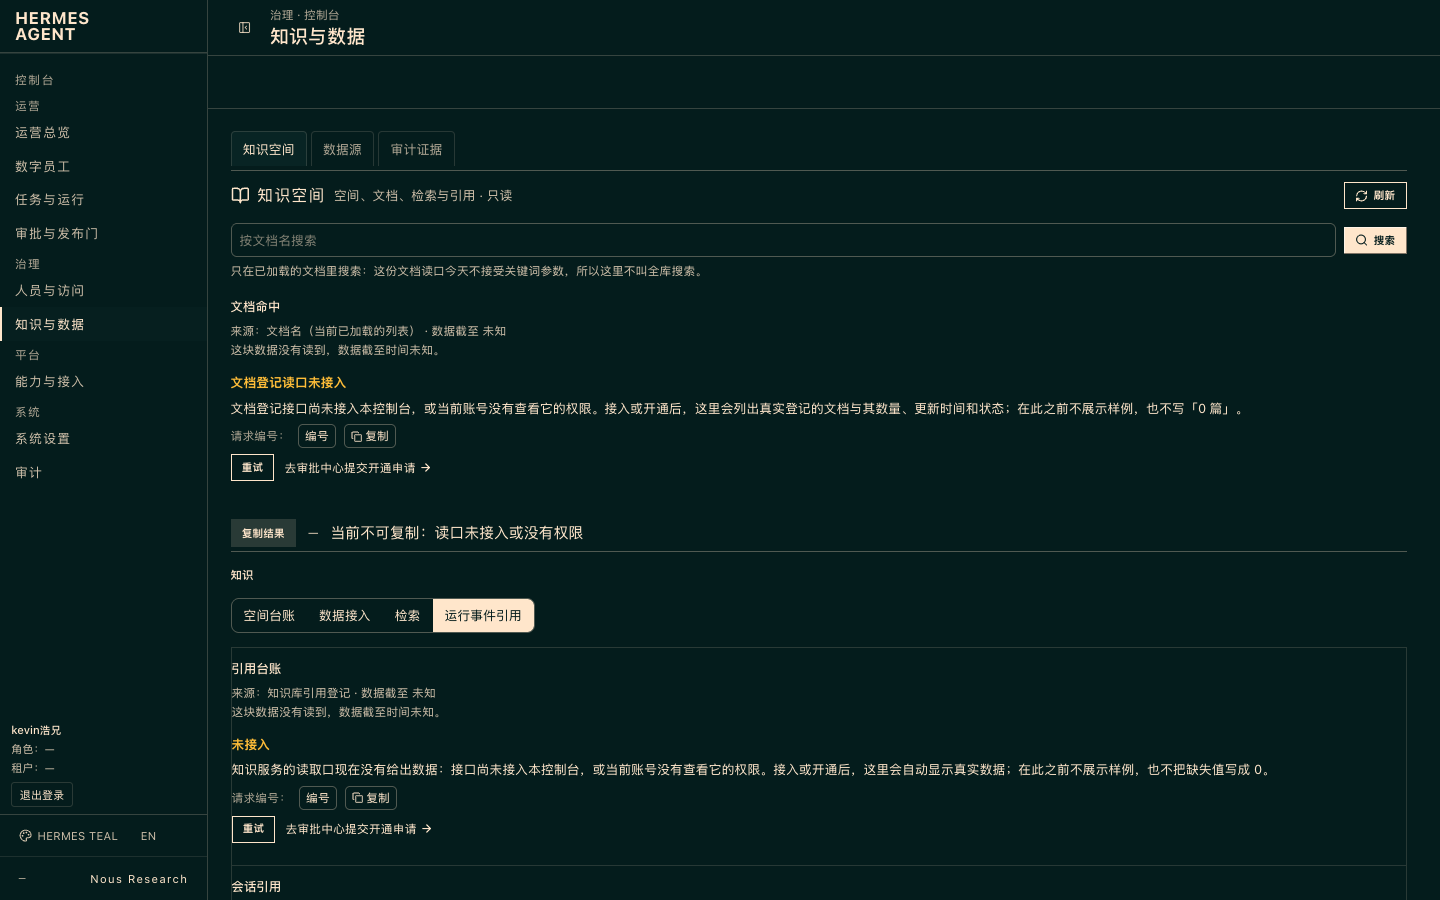 HERMES
AGENT
控制台
运营
运营总览
数字员工
任务与运行
审批与发布门
治理
人员与访问
知识与数据
平台
能力与接入
系统
系统设置
审计
kevin浩兄
角色：—
租户：—
退出登录
HERMES TEAL
EN
—
Nous Research
治理 · 控制台
知识与数据
知识空间
数据源
审计证据
知识空间
空间、文档、检索与引用 · 只读
刷新
按文档名搜索
搜索
只在已加载的文档里搜索：这份文档读口今天不接受关键词参数，所以这里不叫全库搜索。
文档命中
来源：文档名（当前已加载的列表） · 数据截至 未知
这块数据没有读到，数据截至时间未知。
文档登记读口未接入
文档登记接口尚未接入本控制台，或当前账号没有查看它的权限。接入或开通后，这里会列出真实登记的文档与其数量、更新时间和状态；在此之前不展示样例，也不写「0 篇」。
请求编号：
编号
复制
重试
去审批中心提交开通申请 →
复制结果
— 当前不可复制：读口未接入或没有权限
知识
空间台账
数据接入
检索
运行事件引用
引用台账
来源：知识库引用登记 · 数据截至 未知
这块数据没有读到，数据截至时间未知。
未接入
知识服务的读取口现在没有给出数据：接口尚未接入本控制台，或当前账号没有查看它的权限。接入或开通后，这里会自动显示真实数据；在此之前不展示样例，也不把缺失值写成 0。
请求编号：
编号
复制
重试
去审批中心提交开通申请 →
会话引用